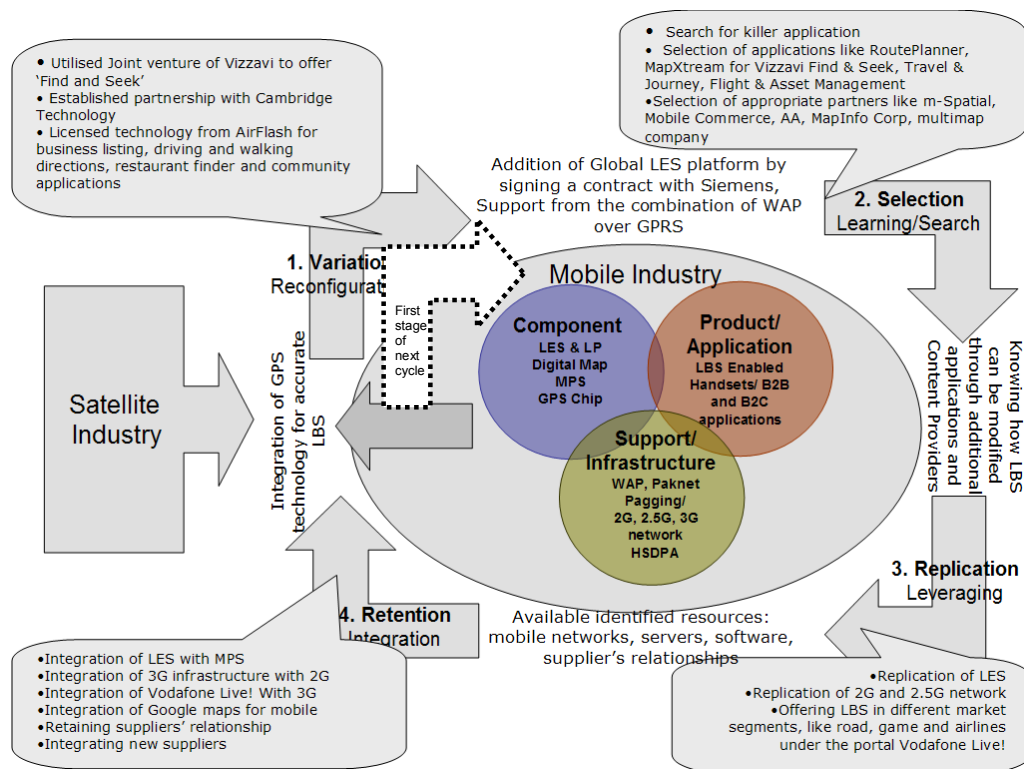 • Utilised Joint venture of Vizzavi to offer
‘Find and Seek’
• Established partnership with Cambridge
Technology
• Licensed technology from AirFlash for
business listing, driving and walking
directions, restaurant finder and community
applications
• Search for killer application
• Selection of applications like RoutePlanner,
MapXtream for Vizzavi Find & Seek, Travel &
Journey, Flight & Asset Management
•Selection of appropriate partners like m-Spatial,
Mobile Commerce, AA, MapInfo Corp, multimap
company
Addition of Global LES platform by
signing a contract with Siemens,
Support from the combination of WAP
over GPRS
1. Variatio
Reconfigurat
2. Selection
Learning/Search
First
stage
of
next
cycle
Mobile Industry
Component
LES & LP
Digital Map
MPS
GPS Chip
Product/
Application
LBS Enabled
Handsets/ B2B
and B2C
applications
Support/
Infrastructure
WAP, Paknet
Pagging/
2G, 2.5G, 3G
network
HSDPA
Satellite
Industry
Integration of GPS
technology for accurate
LBS
Knowing how LBS
can be modified
through additional
applications and
Content Providers
3. Replication
Leveraging
4. Retention
Integration
Available identified resources:
mobile networks, servers, software,
supplier’s relationships
•Integration of LES with MPS
•Integration of 3G infrastructure with 2G
•Integration of Vodafone Live! With 3G
•Integration of Google maps for mobile
•Retaining suppliers’ relationship
•Integrating new suppliers
•Replication of LES
•Replication of 2G and 2.5G network
•Offering LBS in different market
segments, like road, game and airlines
under the portal Vodafone Live!